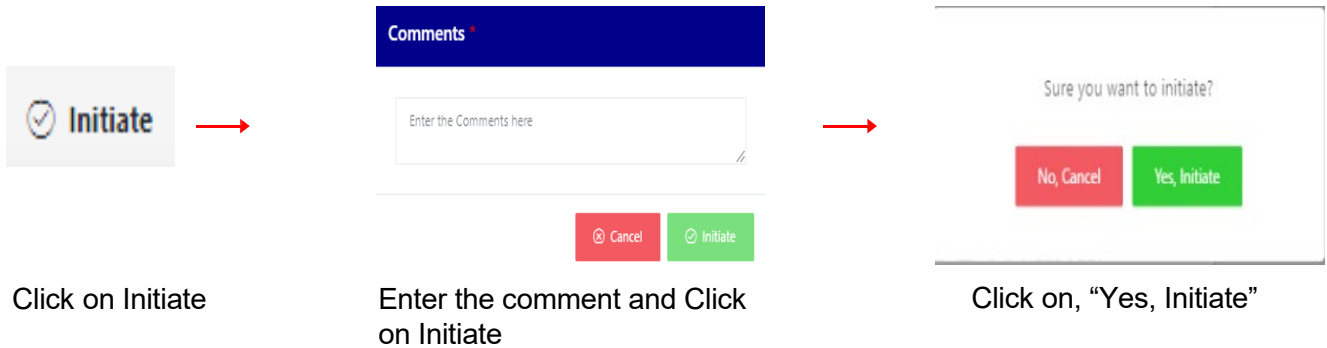 Initiate
Click on Initiate
Comments *
Enter the Comments here
Cancel
Initiate
Enter the comment and Click
on Initiate
Sure you want to initiate?
No, Cancel
Yes, Initiate
Click on, “Yes, Initiate”